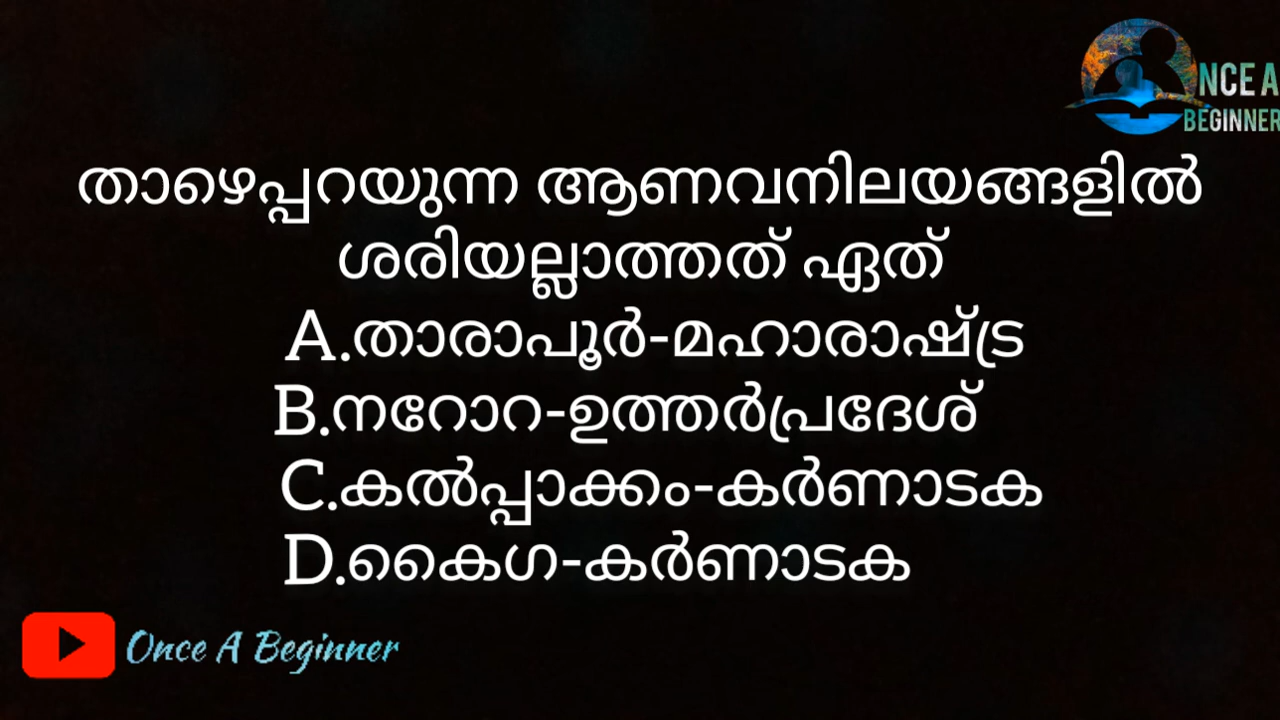 NCE A
BEGINNER
താഴെപ്പറയുന്ന ആണവനിലയങ്ങളിൽ
ശരിയല്ലാത്തത് ഏത്
A.താരാപൂർ-മഹാരാഷ്ട്ര
B.നറോറ-ഉത്തർപ്രദേശ്
C.കൽപ്പാക്കം-കർണാടക
D.കൈഗ-കർണാടക
Once A Beginner